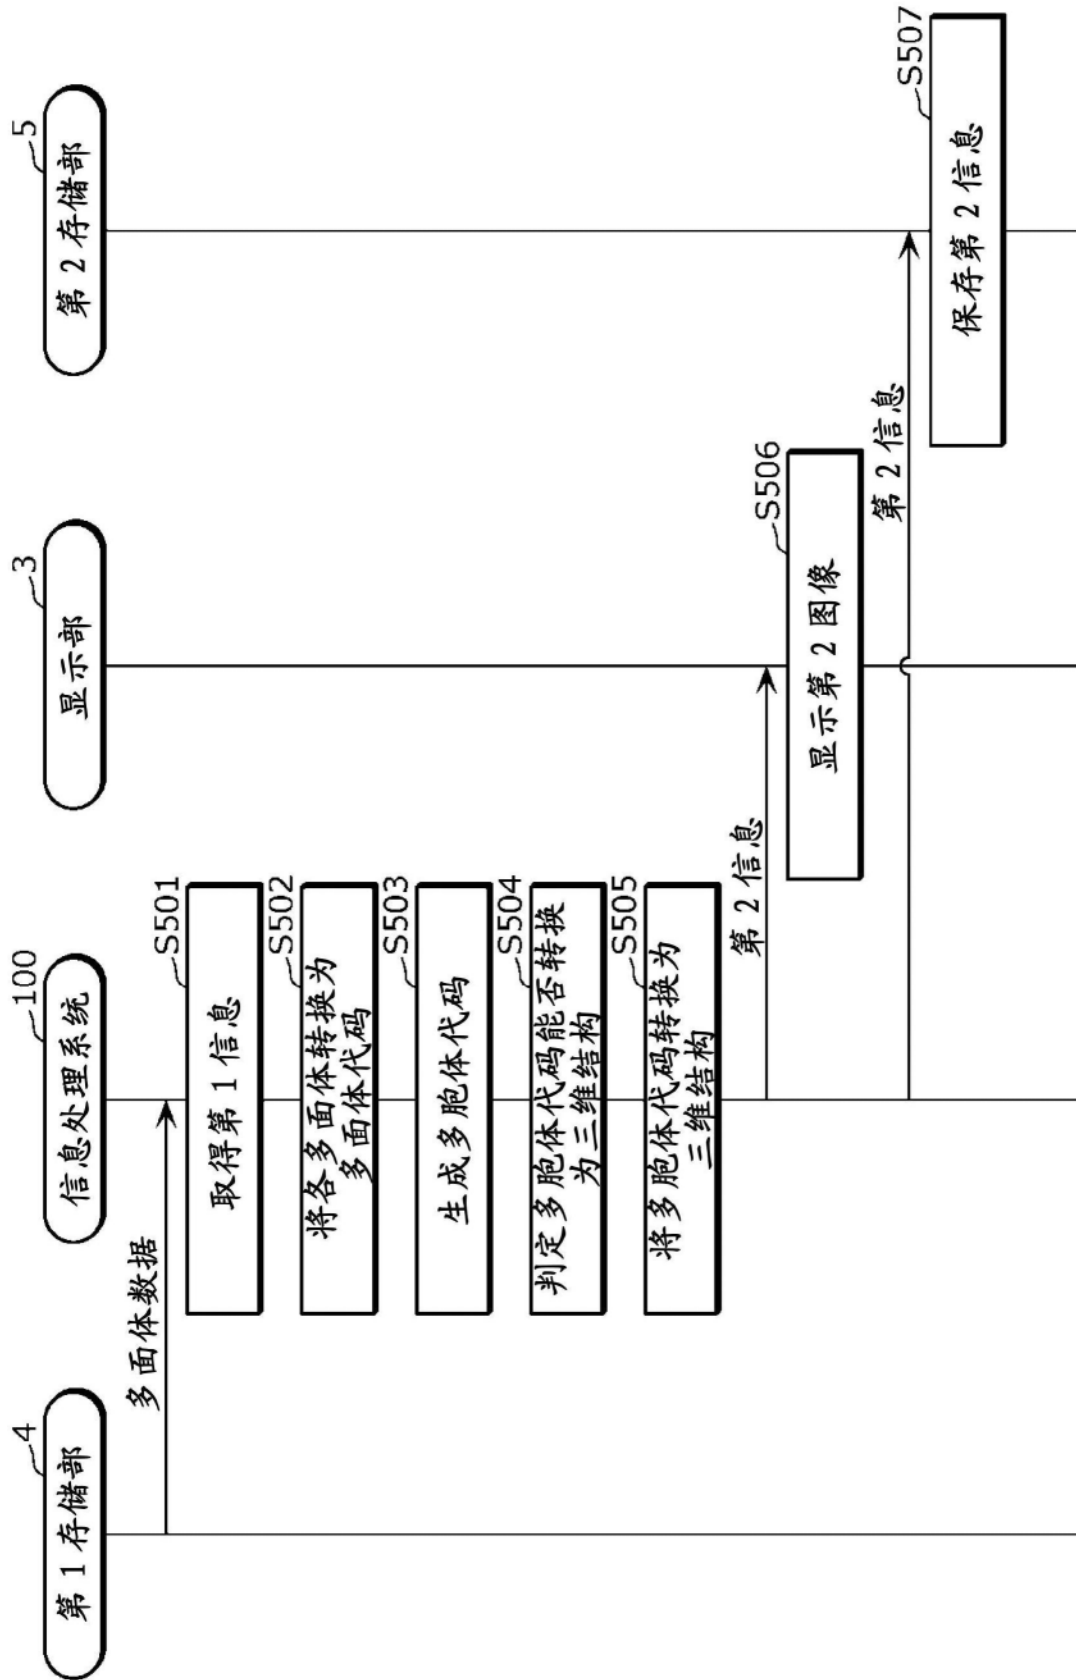 4
第1存储部
100
信息处理系统
3
显示部
5
第2存储部
多面体数据
S501
取得第1信息
S502
将各多面体转换为
多面体代码
S503
生成多胞体代码
S504
判定多胞体代码能否转换
为三维结构
S505
将多胞体代码转换为
三维结构
第2信息
S506
显示第2图像
第2信息
S507
保存第2信息